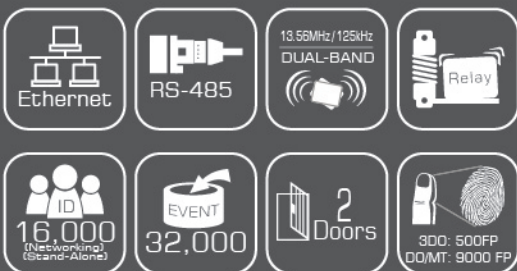 Ethernet
RS-485
13.56MHz / 125kHz
DUAL-BAND
Relay
ID
16,000
(Networking)
(Stand-Alone)
EVENT
32,000
2
Doors
3DO: 500FP
DO/MT: 9000 FP